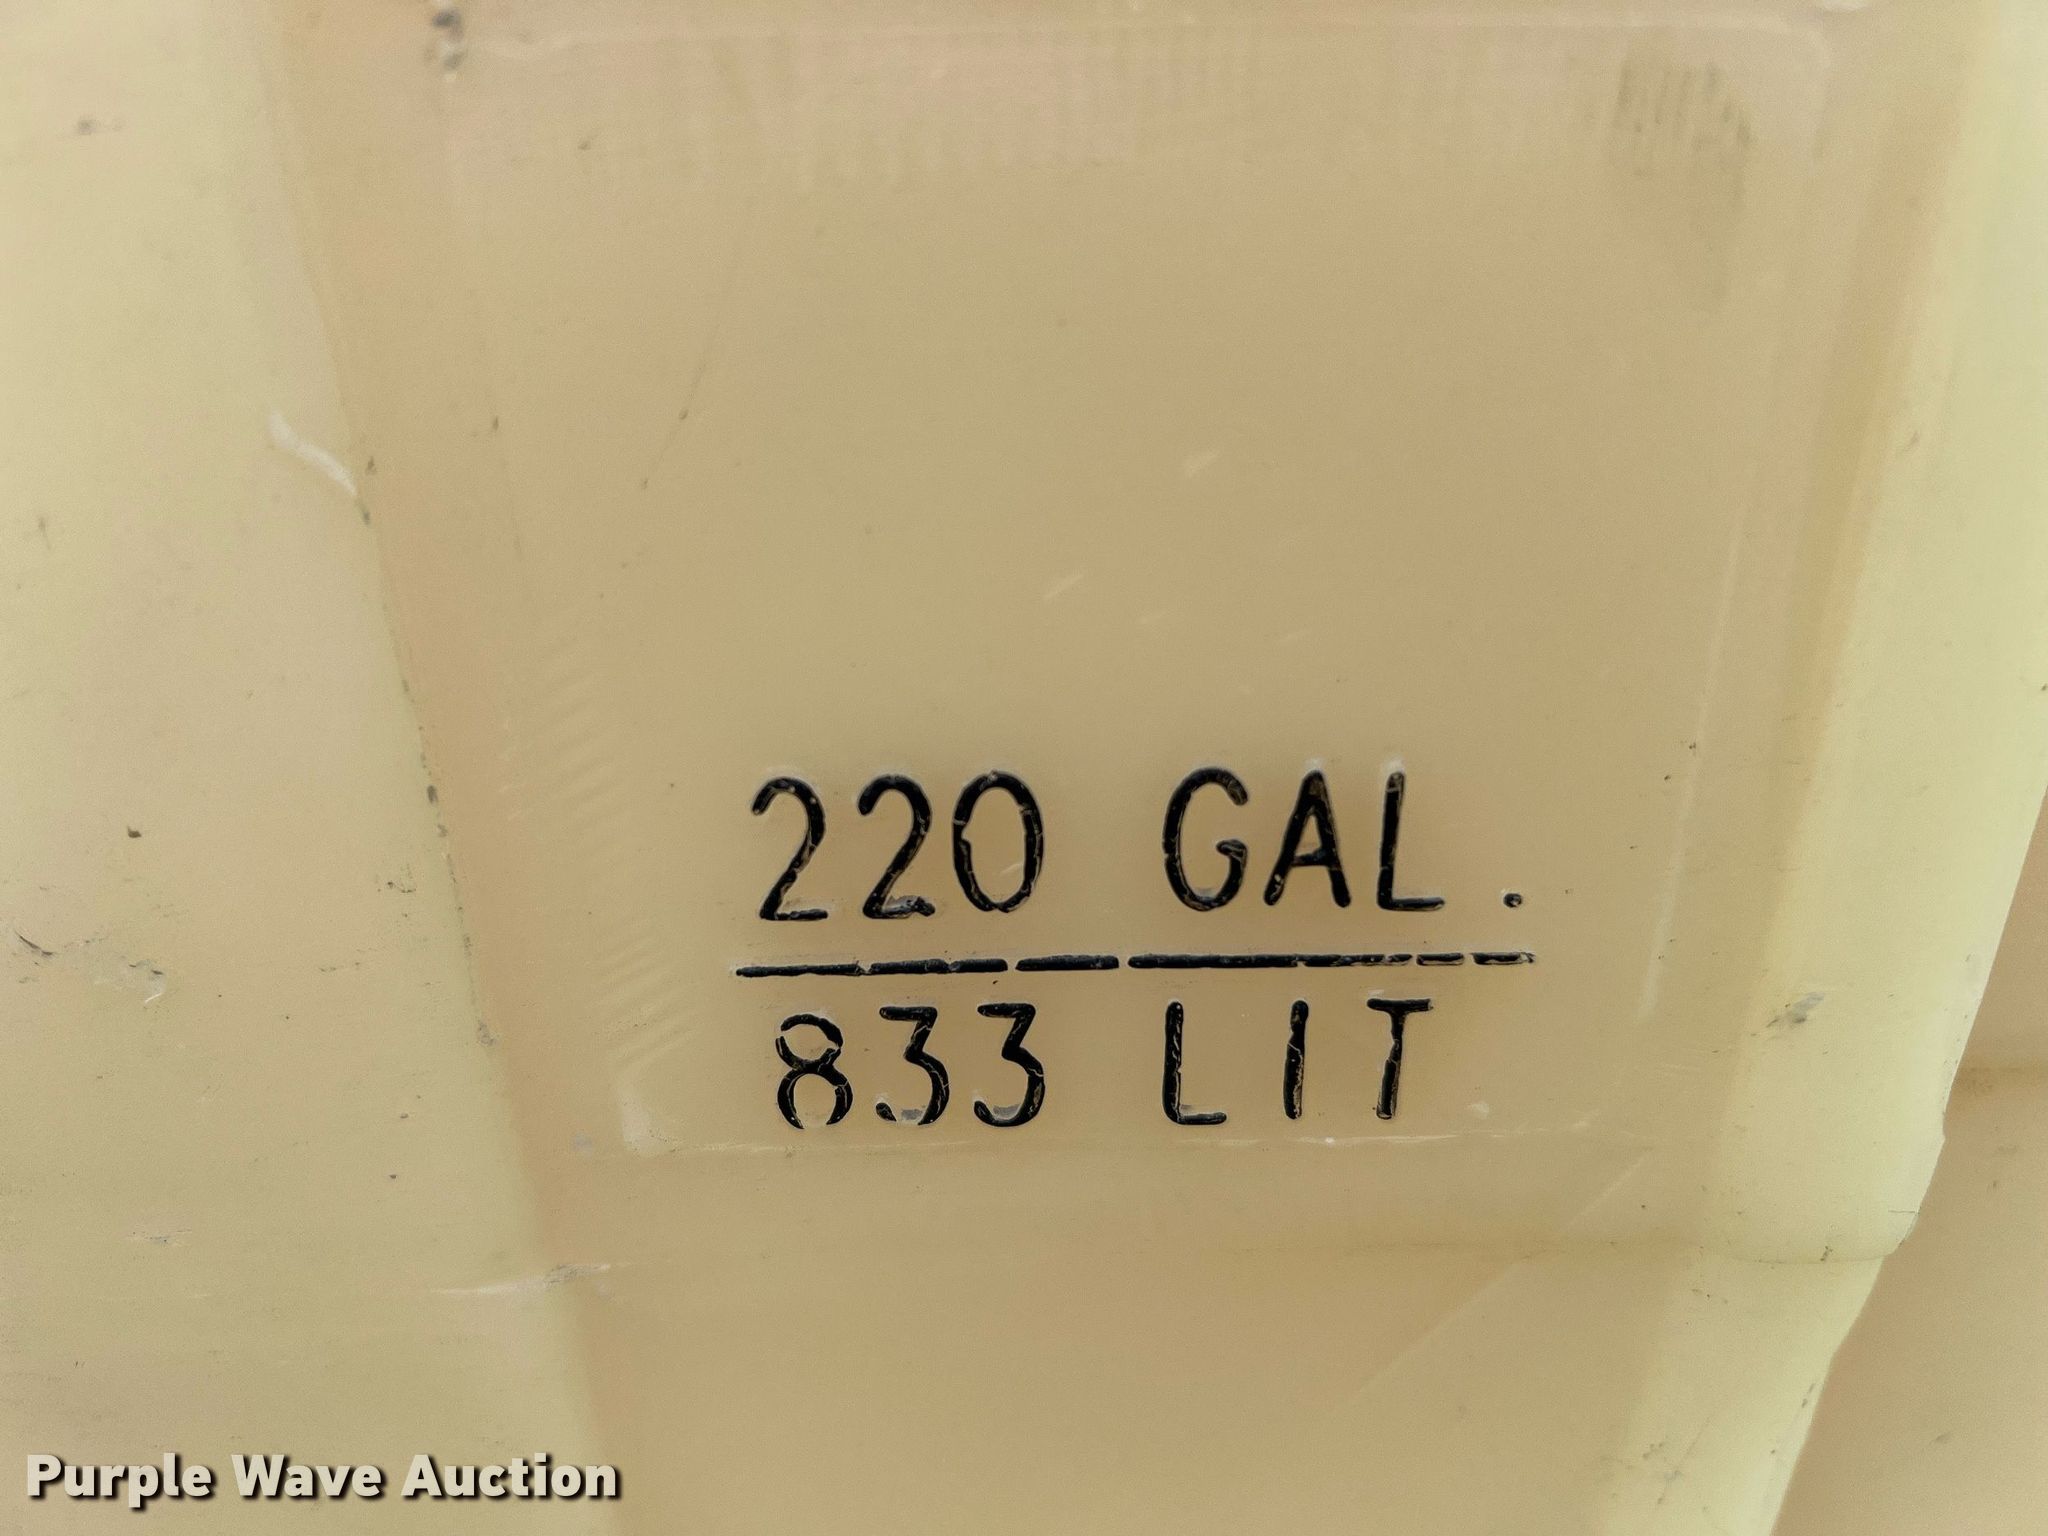 220 GAL.
833 LIT
Purple Wave Auction